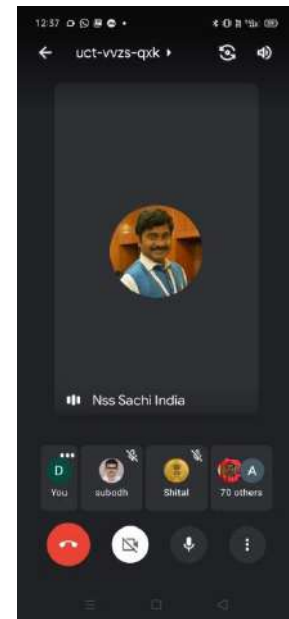 12:37
uct-vvzs-qxk
Nss Sachi India
D
A
You
subodh
Shital
70 others